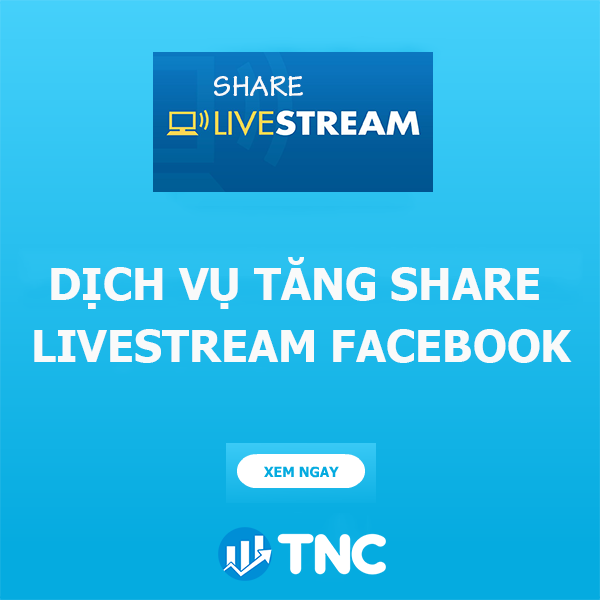 SHARE
LIVESTREAM
DỊCH VỤ TĂNG SHARE
LIVESTREAM FACEBOOK
XEM NGAY
TNC